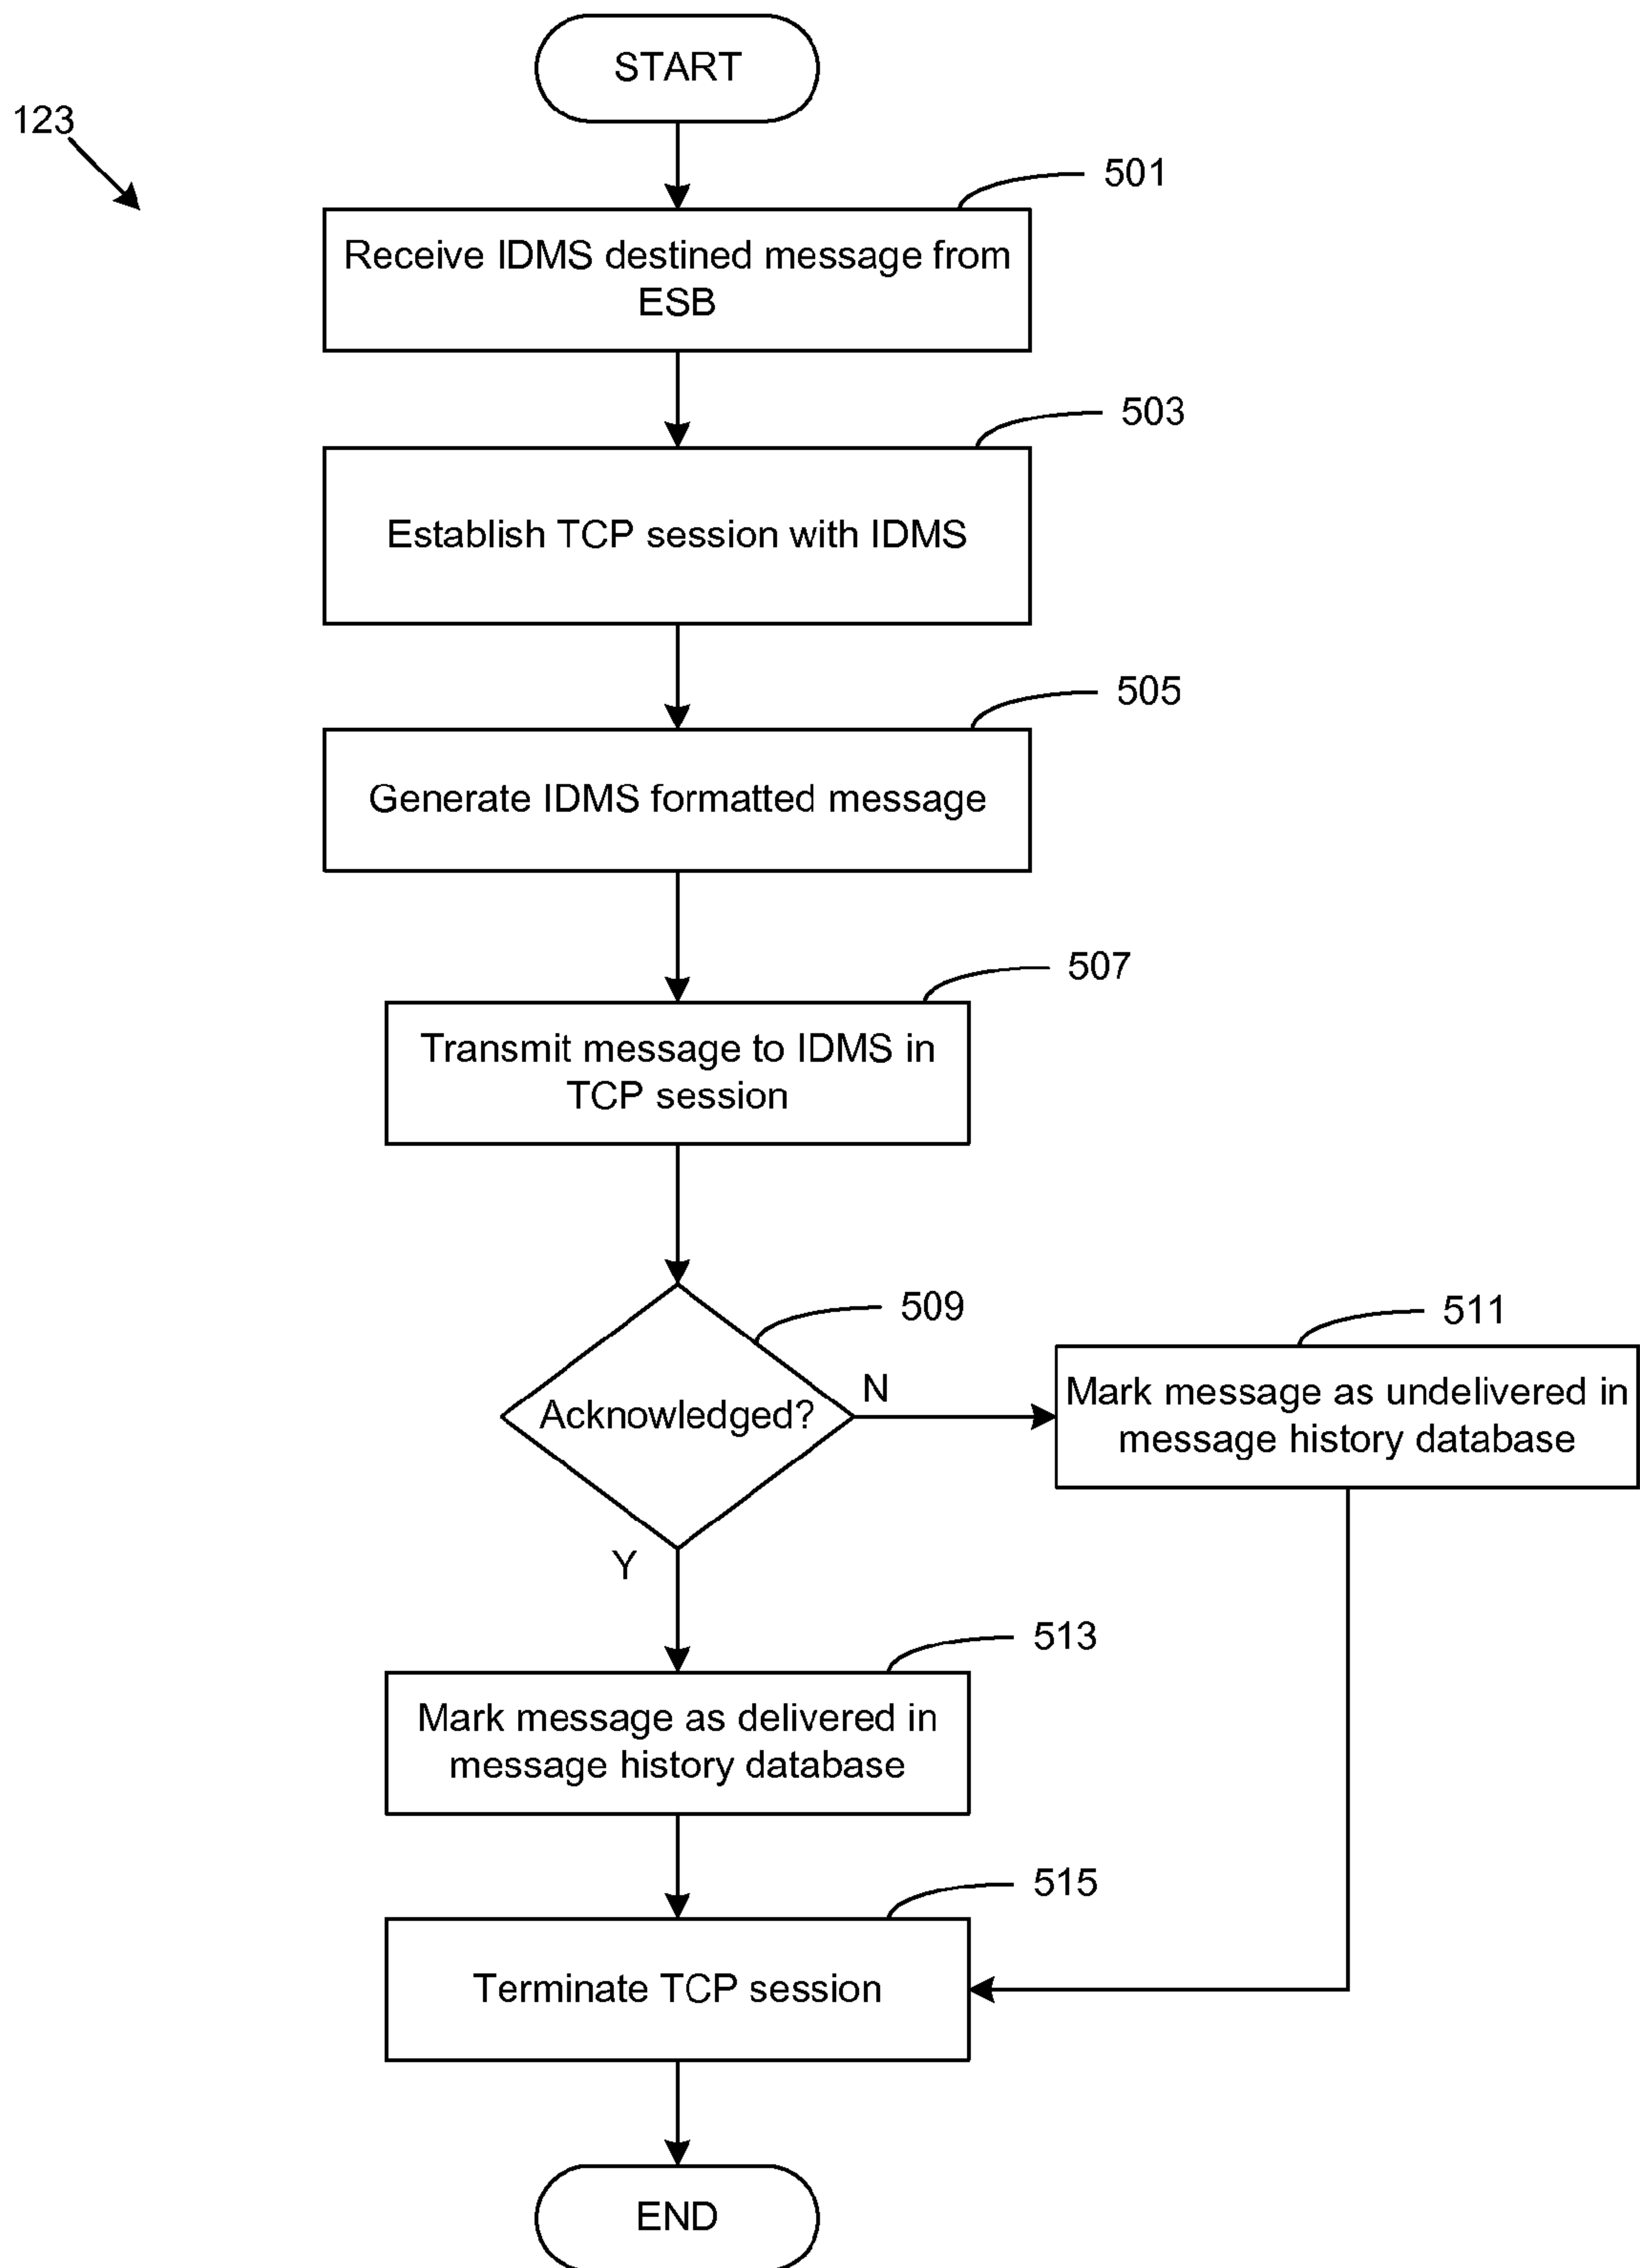 START
123
501
Receive IDMS destined message from
ESB
503
Establish TCP session with IDMS
505
Generate IDMS formatted message
507
Transmit message to IDMS in
TCP session
509
Acknowledged?
N
511
Mark message as undelivered in
message history database
Y
513
Mark message as delivered in
message history database
515
Terminate TCP session
END